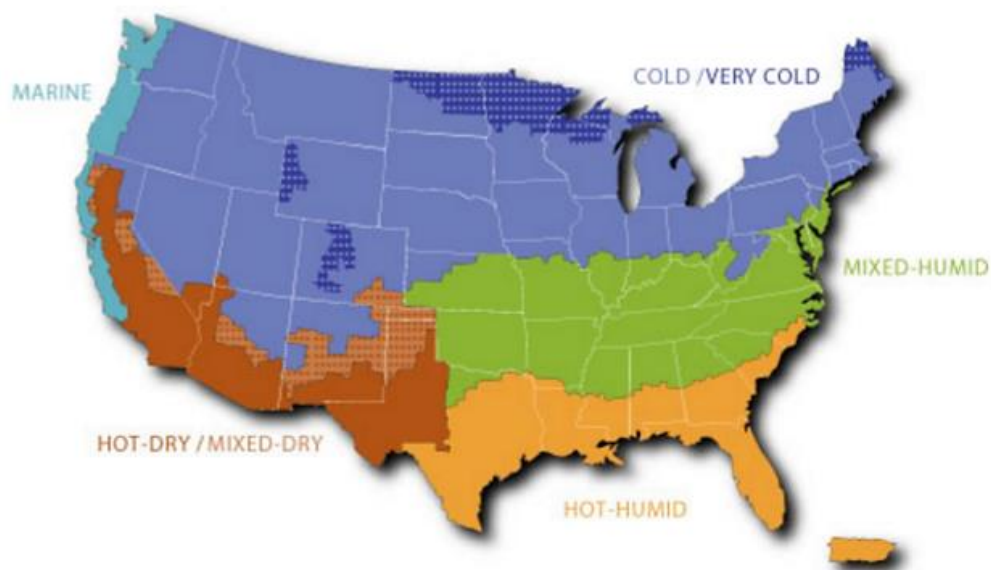 COLD /VERY COLD
MARINE
MIXED-HUMID
HOT-DRY / MIXED-DRY
HOT-HUMID